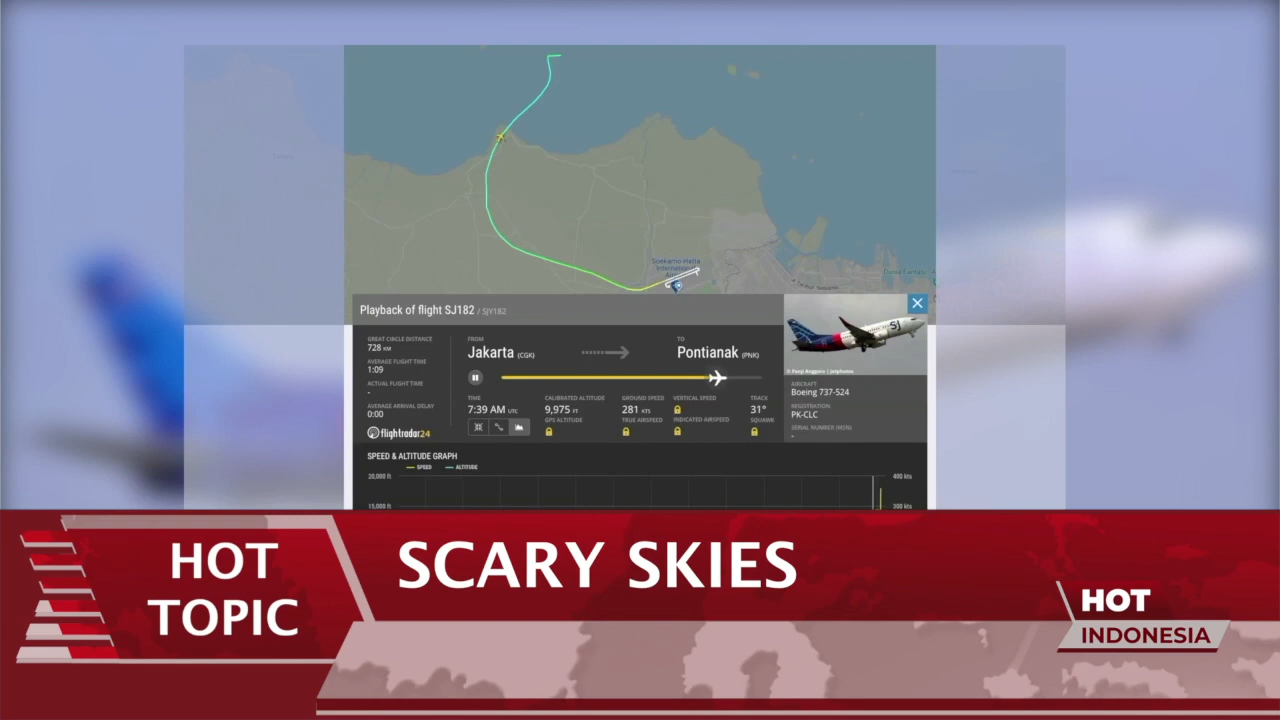 Soekarno-Hatta
International
Playback of flight SJ182 / SJY182
GREAT CIRCLE DISTANCE
728 KM
AVERAGE FLIGHT TIME
1:09
ACTUAL FLIGHT TIME
-
AVERAGE ARRIVAL DELAY
0:00
flightradar24
FROM
Jakarta (CGK)
TO
Pontianak (PNK)
TIME
7:39 AM UTC
CALIBRATED ALTITUDE
9,975 FT
GPS ALTITUDE
GROUND SPEED
281 KTS
TRUE AIRSPEED
VERTICAL SPEED
INDICATED AIRSPEED
TRACK
31°
SQUAWK
SJ
© Panji Anggoro | Jetphotos
AIRCRAFT
Boeing 737-524
REGISTRATION
PK-CLC
SERIAL NUMBER (MSN)
-
SPEED & ALTITUDE GRAPH
SPEED ALTITUDE
20,000 ft 400 kts
15,000 ft 300 kts
HOT
TOPIC
SCARY SKIES
HOT
INDONESIA